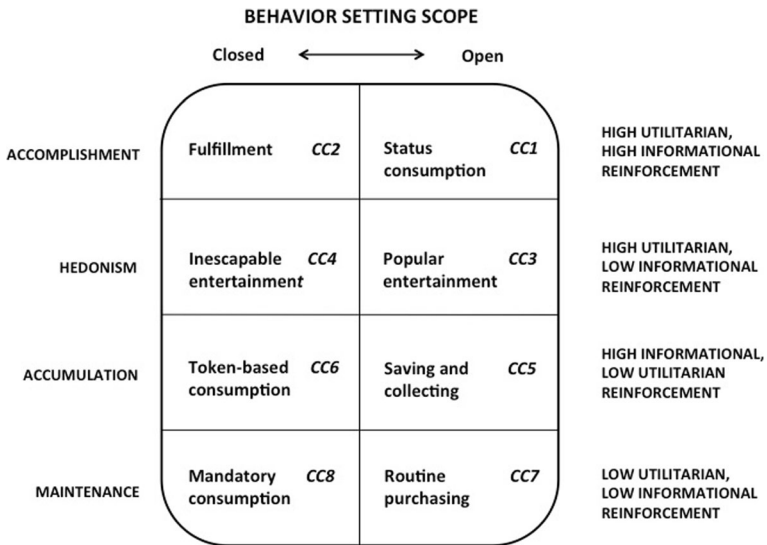 BEHAVIOR SETTING SCOPE
Closed Open
ACCOMPLISHMENT
Fulfillment CC2
Status CC1
consumption
HIGH UTILITARIAN,
HIGH INFORMATIONAL
REINFORCEMENT
HEDONISM
Inescapable CC4
entertainment
Popular CC3
entertainment
HIGH UTILITARIAN,
LOW INFORMATIONAL
REINFORCEMENT
ACCUMULATION
Token-based CC6
consumption
Saving and CC5
collecting
HIGH INFORMATIONAL,
LOW UTILITARIAN
REINFORCEMENT
MAINTENANCE
Mandatory CC8
consumption
Routine CC7
purchasing
LOW UTILITARIAN,
LOW INFORMATIONAL
REINFORCEMENT